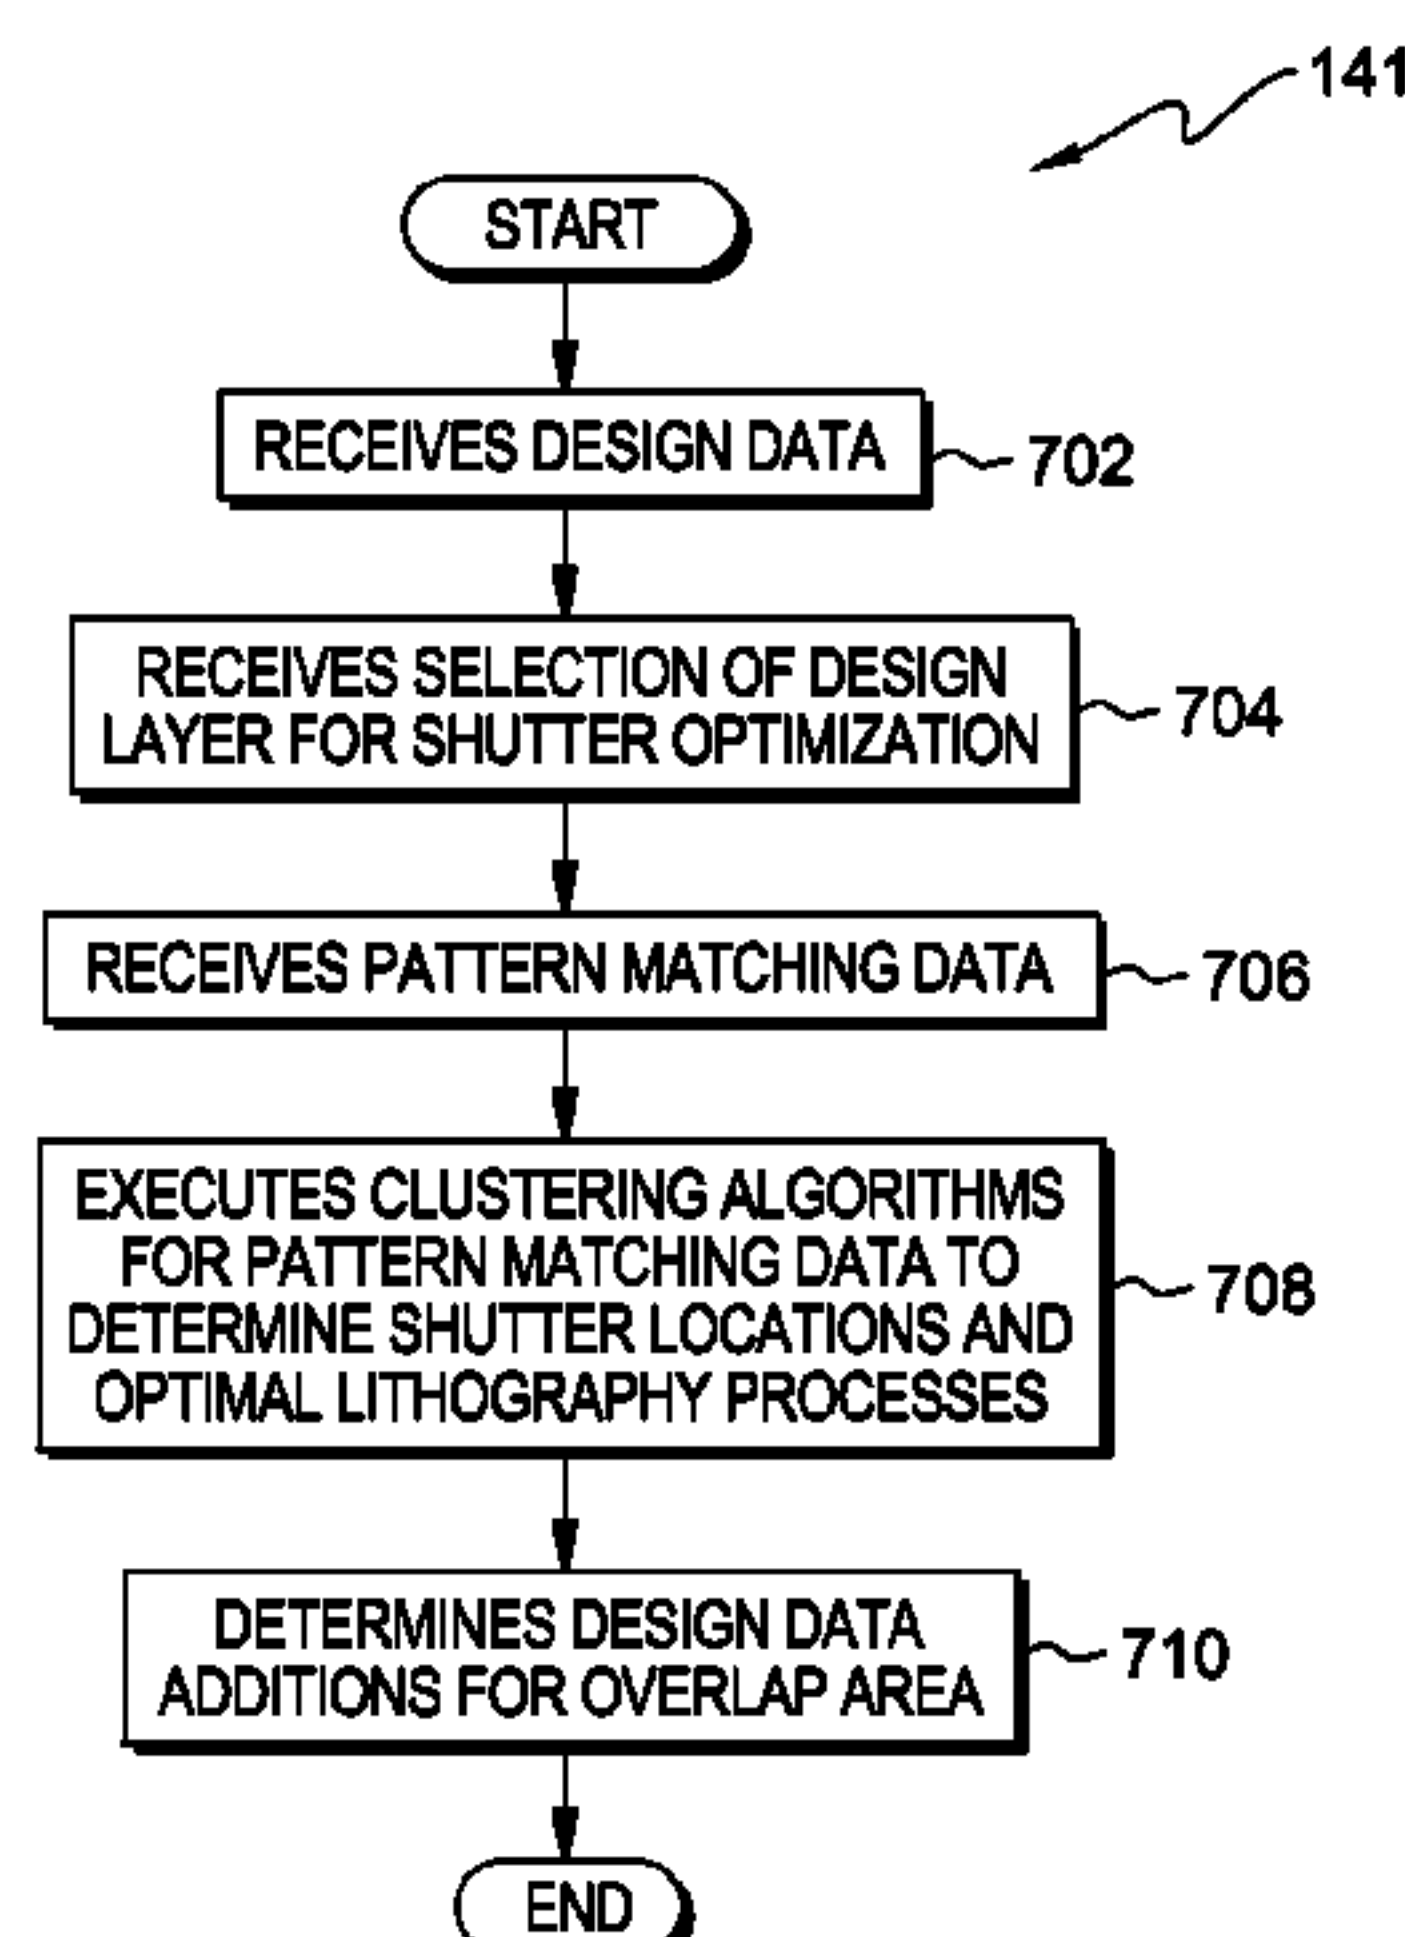 141
START
RECEIVES DESIGN DATA
702
RECEIVES SELECTION OF DESIGN
LAYER FOR SHUTTER OPTIMIZATION
704
RECEIVES PATTERN MATCHING DATA
706
EXECUTES CLUSTERING ALGORITHMS
FOR PATTERN MATCHING DATA TO
DETERMINE SHUTTER LOCATIONS AND
OPTIMAL LITHOGRAPHY PROCESSES
708
DETERMINES DESIGN DATA
ADDITIONS FOR OVERLAP AREA
710
END